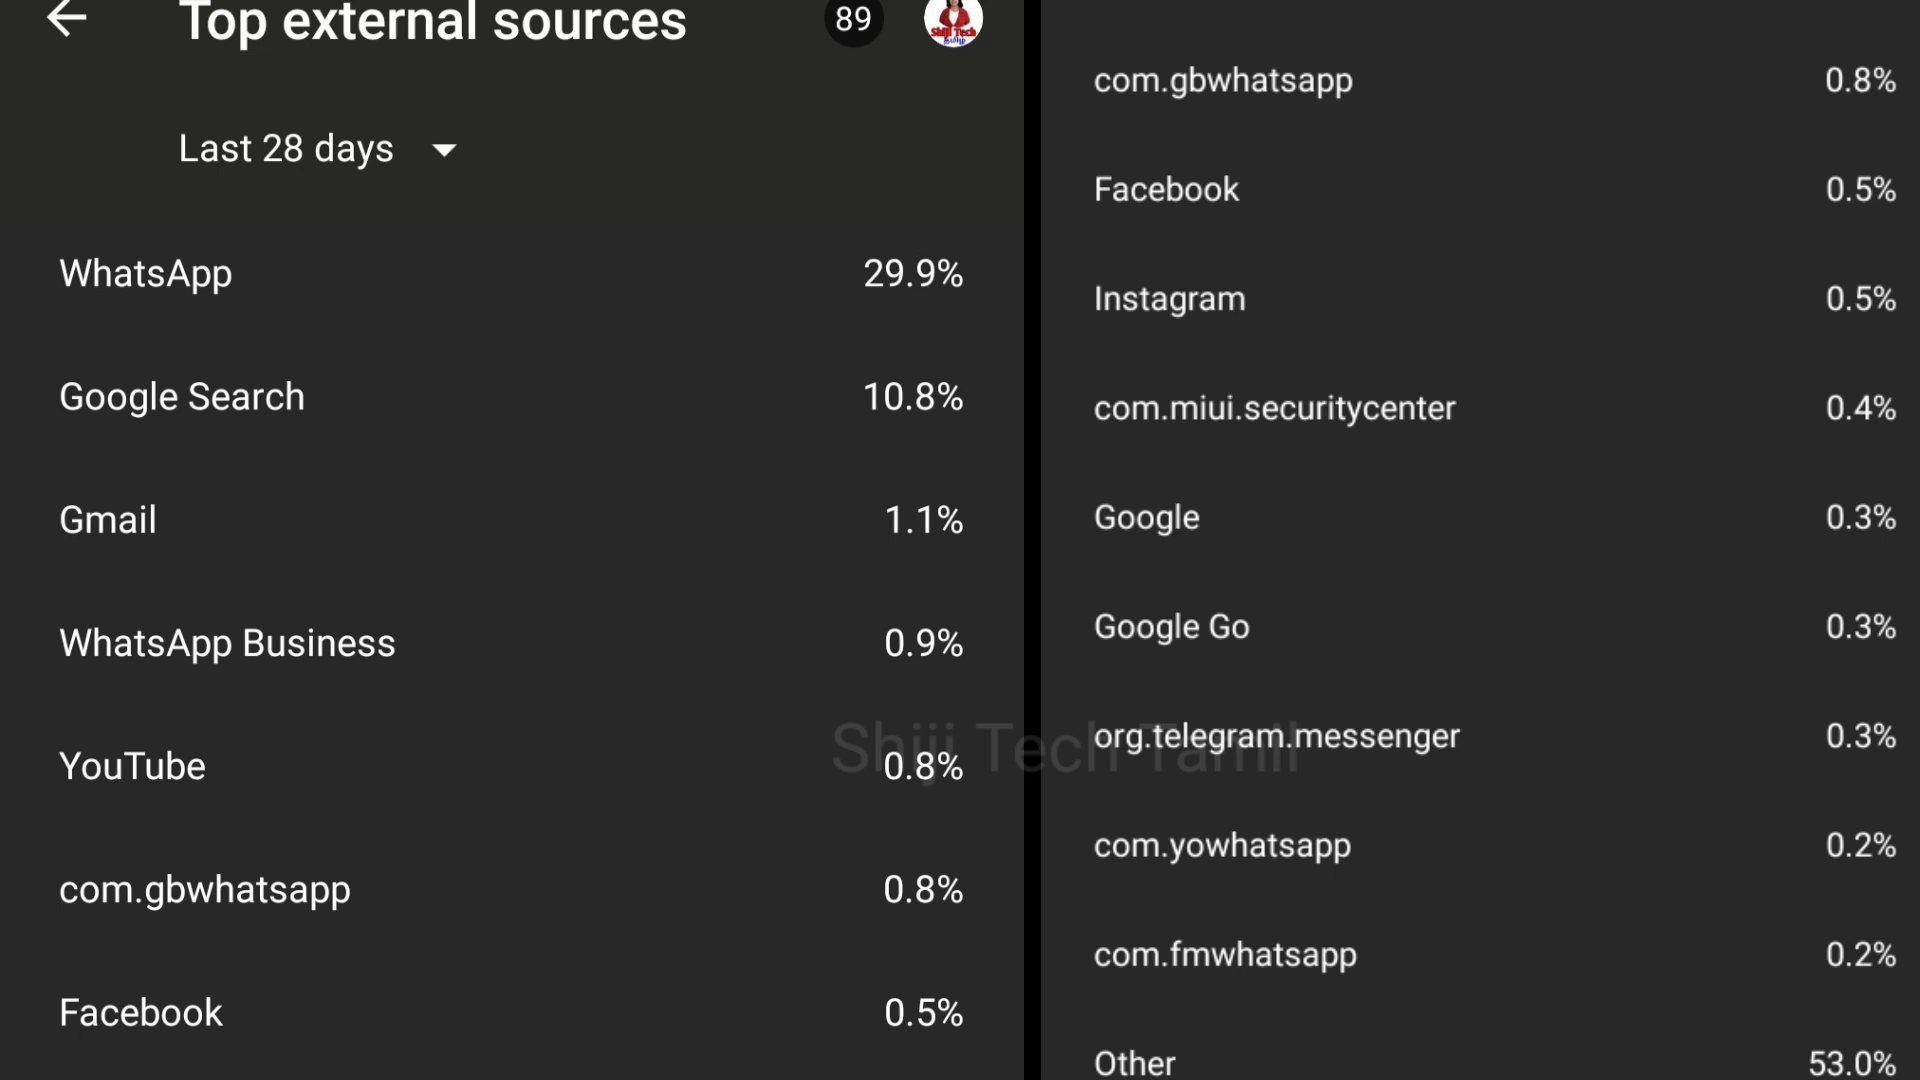 Top external sources
89
Shiji Tech
தமிழ்
Last 28 days
WhatsApp 29.9%
Google Search 10.8%
Gmail 1.1%
WhatsApp Business 0.9%
YouTube 0.8%
com.gbwhatsapp 0.8%
Facebook 0.5%
com.gbwhatsapp 0.8%
Facebook 0.5%
Instagram 0.5%
com.miui.securitycenter 0.4%
Google 0.3%
Google Go 0.3%
org.telegram.messenger 0.3%
com.yowhatsapp 0.2%
com.fmwhatsapp 0.2%
Other 53.0%
Shiji Tech Tamil